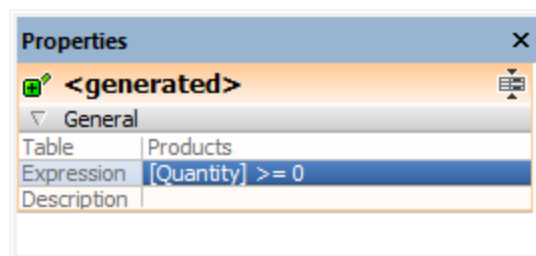 Properties
<generated>
General
Table Products
Expression [Quantity] >= 0
Description